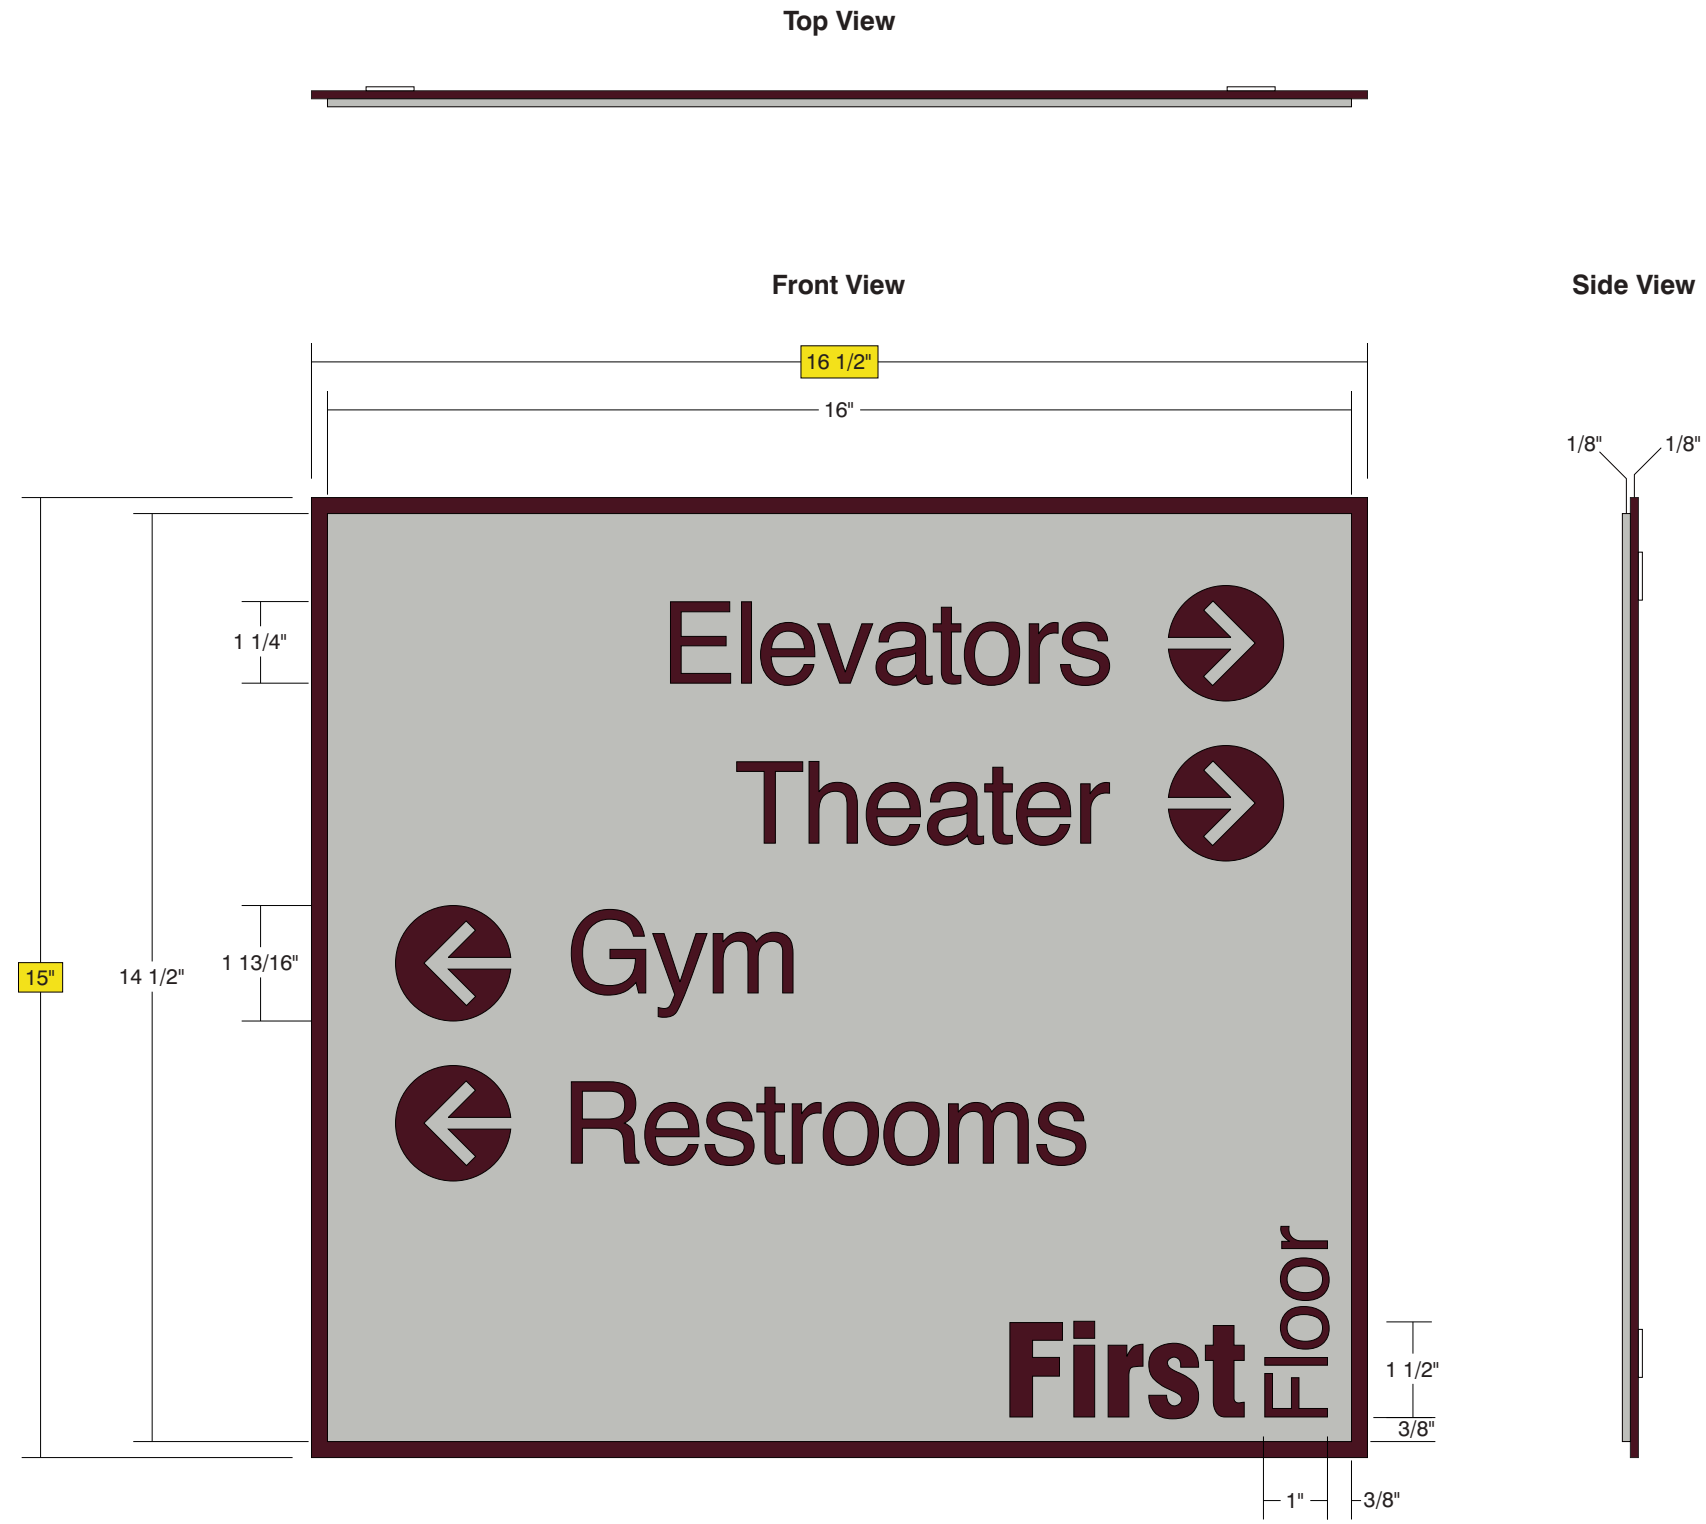 Top View
Front View
Side View
16 1/2"
16"
1/8"
1/8"
1 1/4"
Elevators
Theater
15"
14 1/2"
1 13/16"
Gym
Restrooms
First
Floor
1 1/2"
3/8"
1"
3/8"